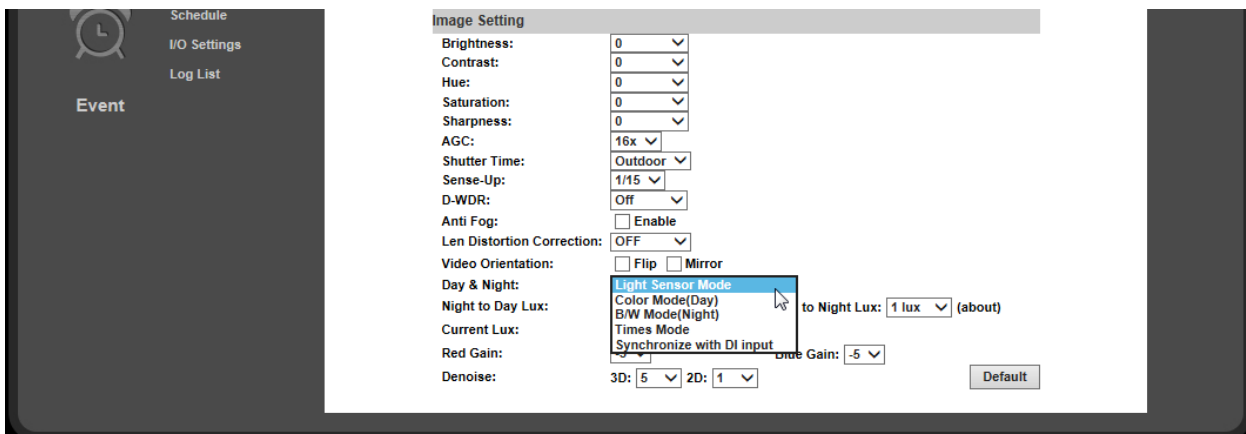 Schedule
I/O Settings
Log List
Event
Image Setting
Brightness: 0
Contrast: 0
Hue: 0
Saturation: 0
Sharpness: 0
AGC: 16x
Shutter Time: Outdoor
Sense-Up: 1/15
D-WDR: Off
Anti Fog: Enable
Len Distortion Correction: OFF
Video Orientation: Flip Mirror
Day & Night: Light Sensor Mode
Color Mode(Day)
B/W Mode(Night)
Times Mode
Synchronize with DI input
Night to Day Lux: to Night Lux: 1 lux (about)
Current Lux:
Red Gain: Blue Gain: -5
Denoise: 3D: 5 2D: 1 Default